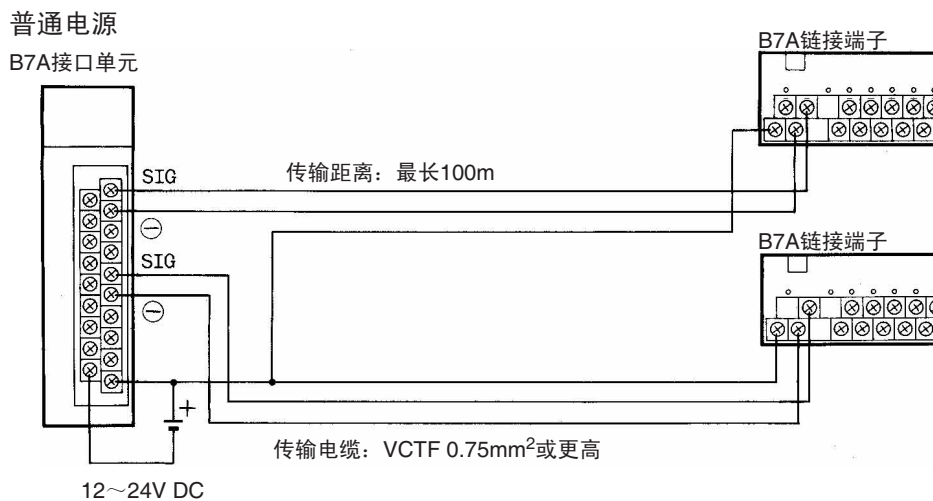 普通电源
B7A接口单元
B7A链接端子
SIG
传输距离：最长100m
⊖
SIG
B7A链接端子
⊖
+
传输电缆：VCTF 0.75mm²或更高
12～24V DC